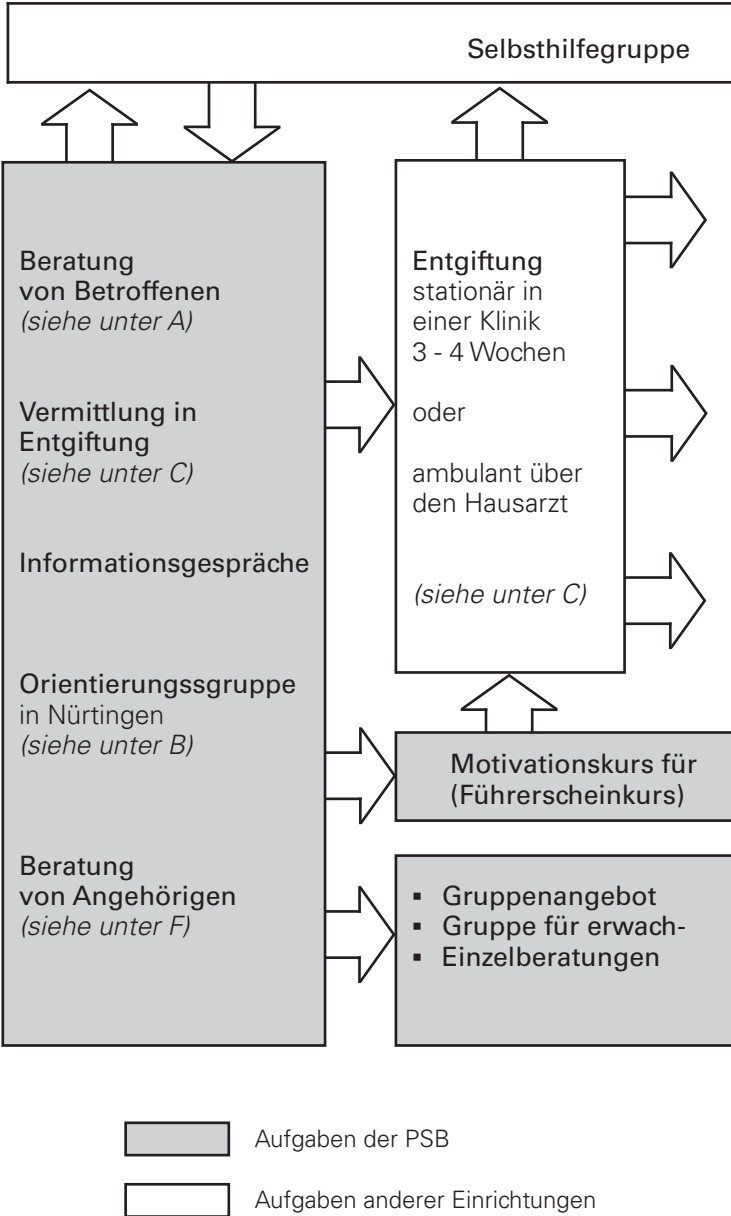 Selbsthilfegruppe
Beratung
von Betroffenen
(siehe unter A)
Vermittlung in
Entgiftung
(siehe unter C)
Informationsgespräche
Orientierungssgruppe
in Nürtingen
(siehe unter B)
Beratung
von Angehörigen
(siehe unter F)
Entgiftung
stationär in
einer Klinik
3 - 4 Wochen
oder
ambulant über
den Hausarzt
(siehe unter C)
Motivationskurs für
(Führerscheinkurs)
▪ Gruppenangebot
▪ Gruppe für erwach-
▪ Einzelberatungen
Aufgaben der PSB
Aufgaben anderer Einrichtungen